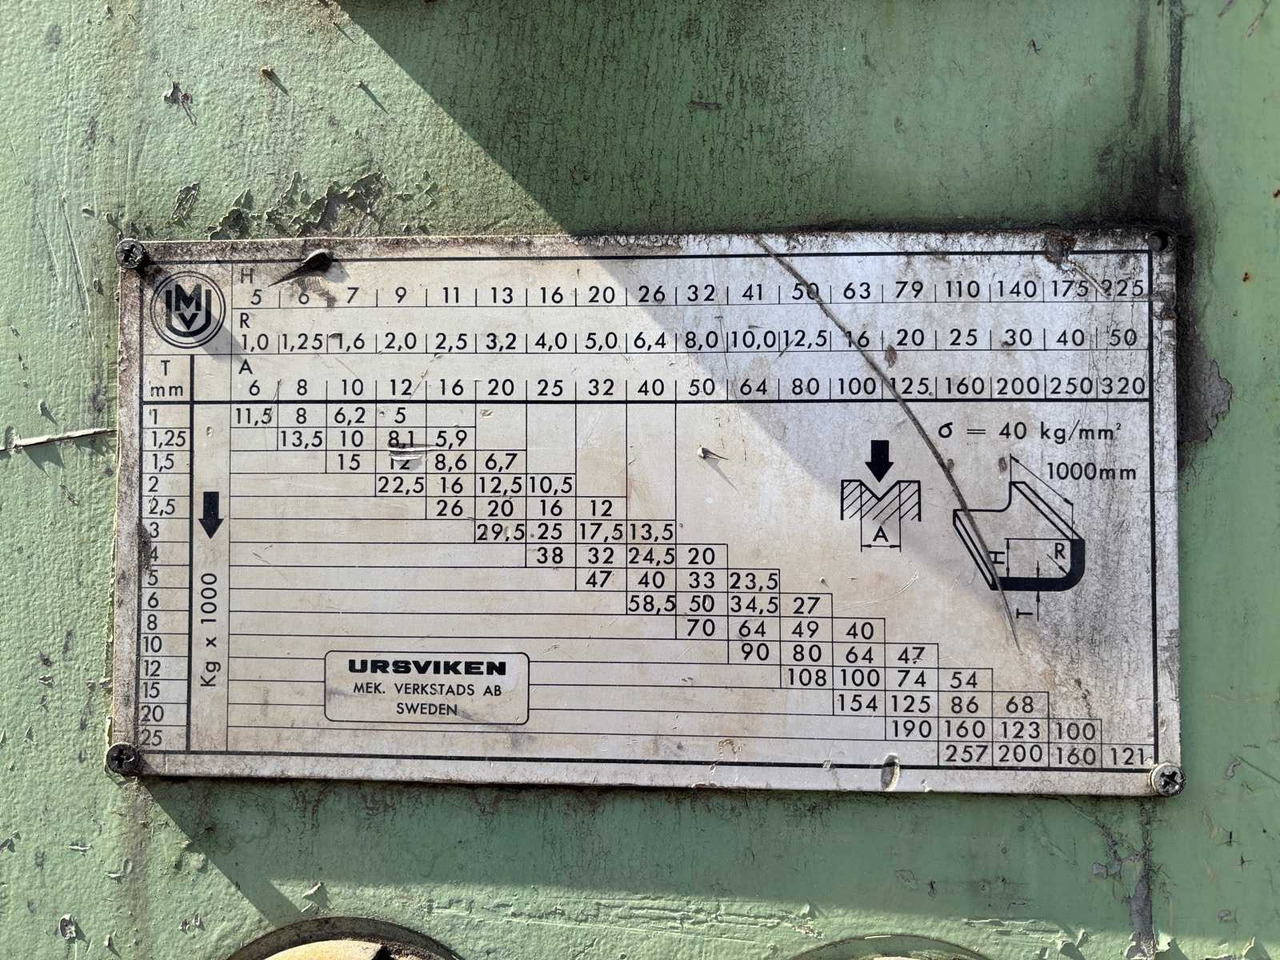 UMV
H
5 6 7 9 11 13 16 20 26 32 41 50 63 79 110 140 175 225
R
1,0 1,25 1,6 2,0 2,5 3,2 4,0 5,0 6,4 8,0 10,0 12,5 16 20 25 30 40 50
T
mm
A
6 8 10 12 16 20 25 32 40 50 64 80 100 125 160 200 250 320
1 11,5 8 6,2 5
1,25 13,5 10 8,1 5,9
1,5 15 12 8,6 6,7
2 22,5 16 12,5 10,5
2,5 26 20 16 12
3 29,5 25 17,5 13,5
4 38 32 24,5 20
5 47 40 33 23,5
6 58,5 50 34,5 27
8 70 64 49 40
10 90 80 64 47
12 108 100 74 54
15 154 125 86 68
20 190 160 123 100
25 257 200 160 121
Kg x 1000
σ = 40 kg/mm²
1000mm
A
H
R
T
URSVIKEN
MEK. VERKSTADS AB
SWEDEN